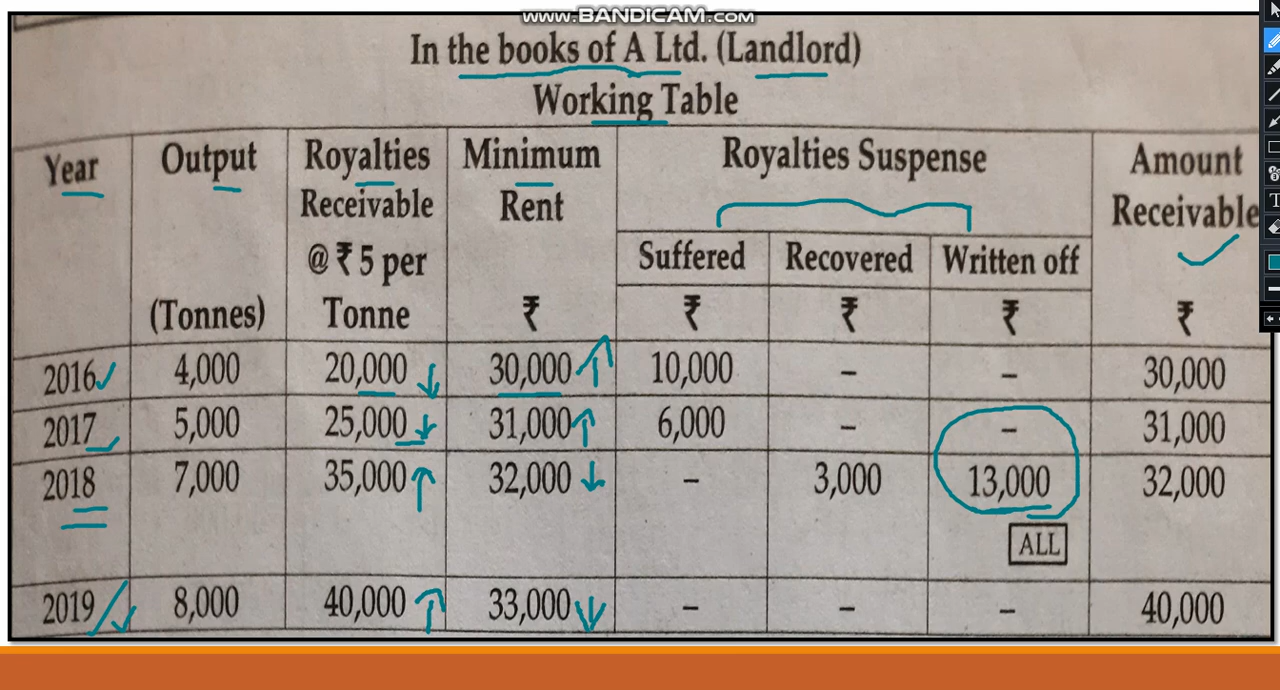 www.BANDICAM.com
In the books of A Ltd. (Landlord)
Working Table
Year Output Royalties Minimum Royalties Suspense Amount
Receivable Rent Receivable
@ ₹ 5 per Suffered Recovered Written off
(Tonnes) Tonne ₹ ₹ ₹ ₹ ₹
2016 4,000 20,000 30,000 10,000 – – 30,000
2017 5,000 25,000 31,000 6,000 – – 31,000
2018 7,000 35,000 32,000 – 3,000 13,000 32,000
ALL
2019 8,000 40,000 33,000 – – – 40,000